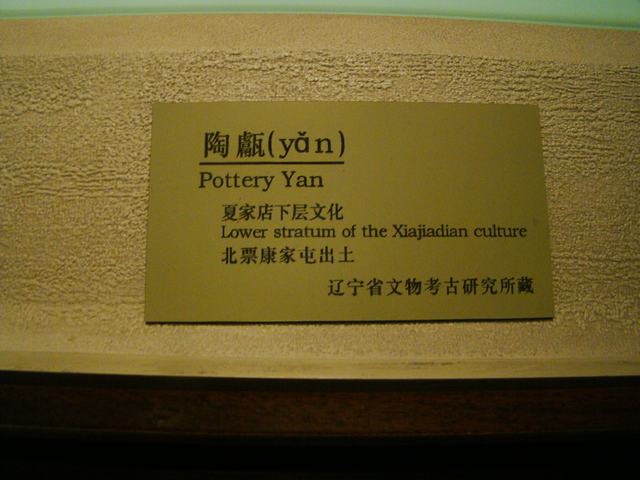 陶甗(yǎn)
Pottery Yan
夏家店下层文化
Lower stratum of the Xiajiadian culture
北票康家屯出土
辽宁省文物考古研究所藏